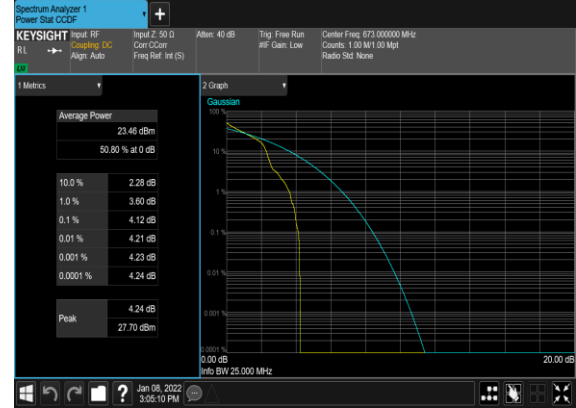 Spectrum Analyzer 1
Power Stat CCDF
KEYSIGHT
RL
Input: RF
Coupling: DC
Align: Auto
Input Z: 50 Ω
Corr CCorr
Freq Ref: Int (S)
Atten: 40 dB
Trig: Free Run
#IF Gain: Low
Center Freq: 673.000000 MHz
Counts: 1.00 M/1.00 Mpt
Radio Std: None
1 Metrics
Average Power
23.46 dBm
50.80 % at 0 dB
10.0 % 2.28 dB
1.0 % 3.60 dB
0.1 % 4.12 dB
0.01 % 4.21 dB
0.001 % 4.23 dB
0.0001 % 4.24 dB
Peak
4.24 dB
27.70 dBm
2 Graph
Gaussian
100 %
10 %
1 %
0.1 %
0.01 %
0.001 %
0.0001 %
0.00 dB
20.00 dB
Info BW 25.000 MHz
?
Jan 08, 2022
3:05:10 PM